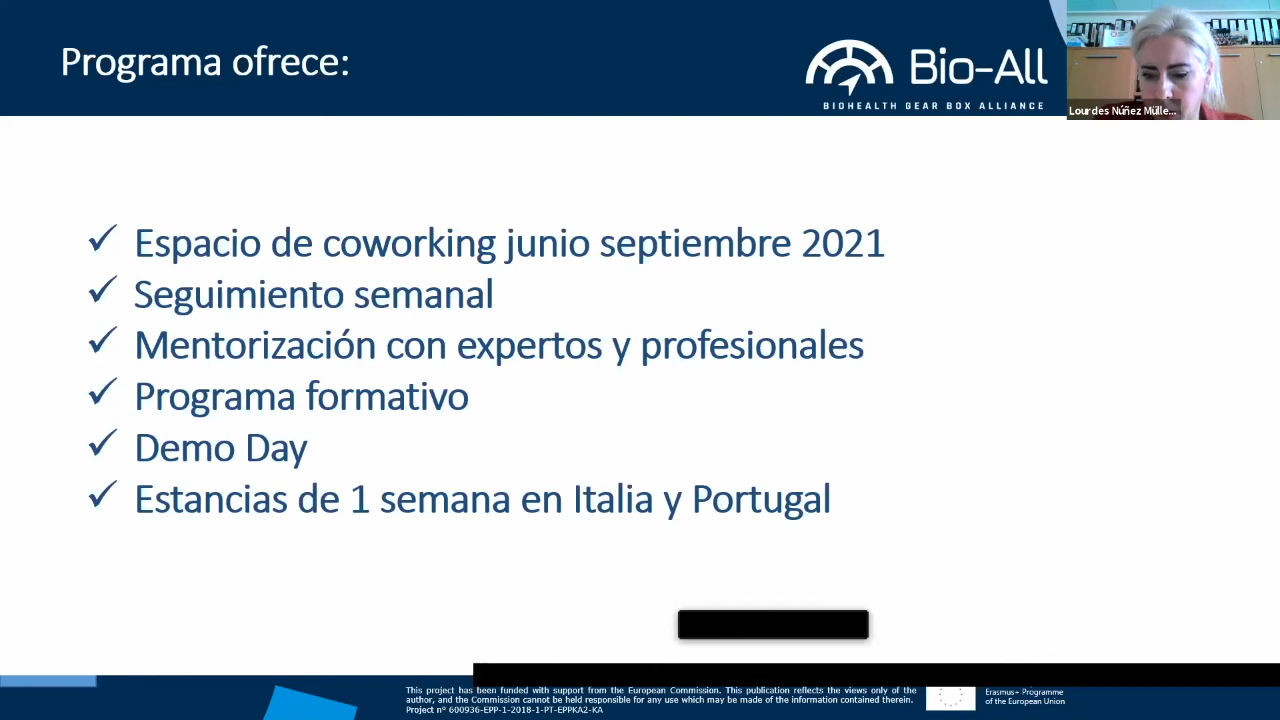 Programa ofrece:
Bio-All
BIOHEALTH GEAR BOX ALLIANCE
Lourdes Núñez Mülle...
Espacio de coworking junio septiembre 2021
Seguimiento semanal
Mentorización con expertos y profesionales
Programa formativo
Demo Day
Estancias de 1 semana en Italia y Portugal
This project has been funded with support from the European Commission. This publication reflects the views only of the
author, and the Commission cannot be held responsible for any use which may be made of the information contained therein.
Project nº 600936-EPP-1-2018-1-PT-EPPKA2-KA
Erasmus+ Programme
of the European Union